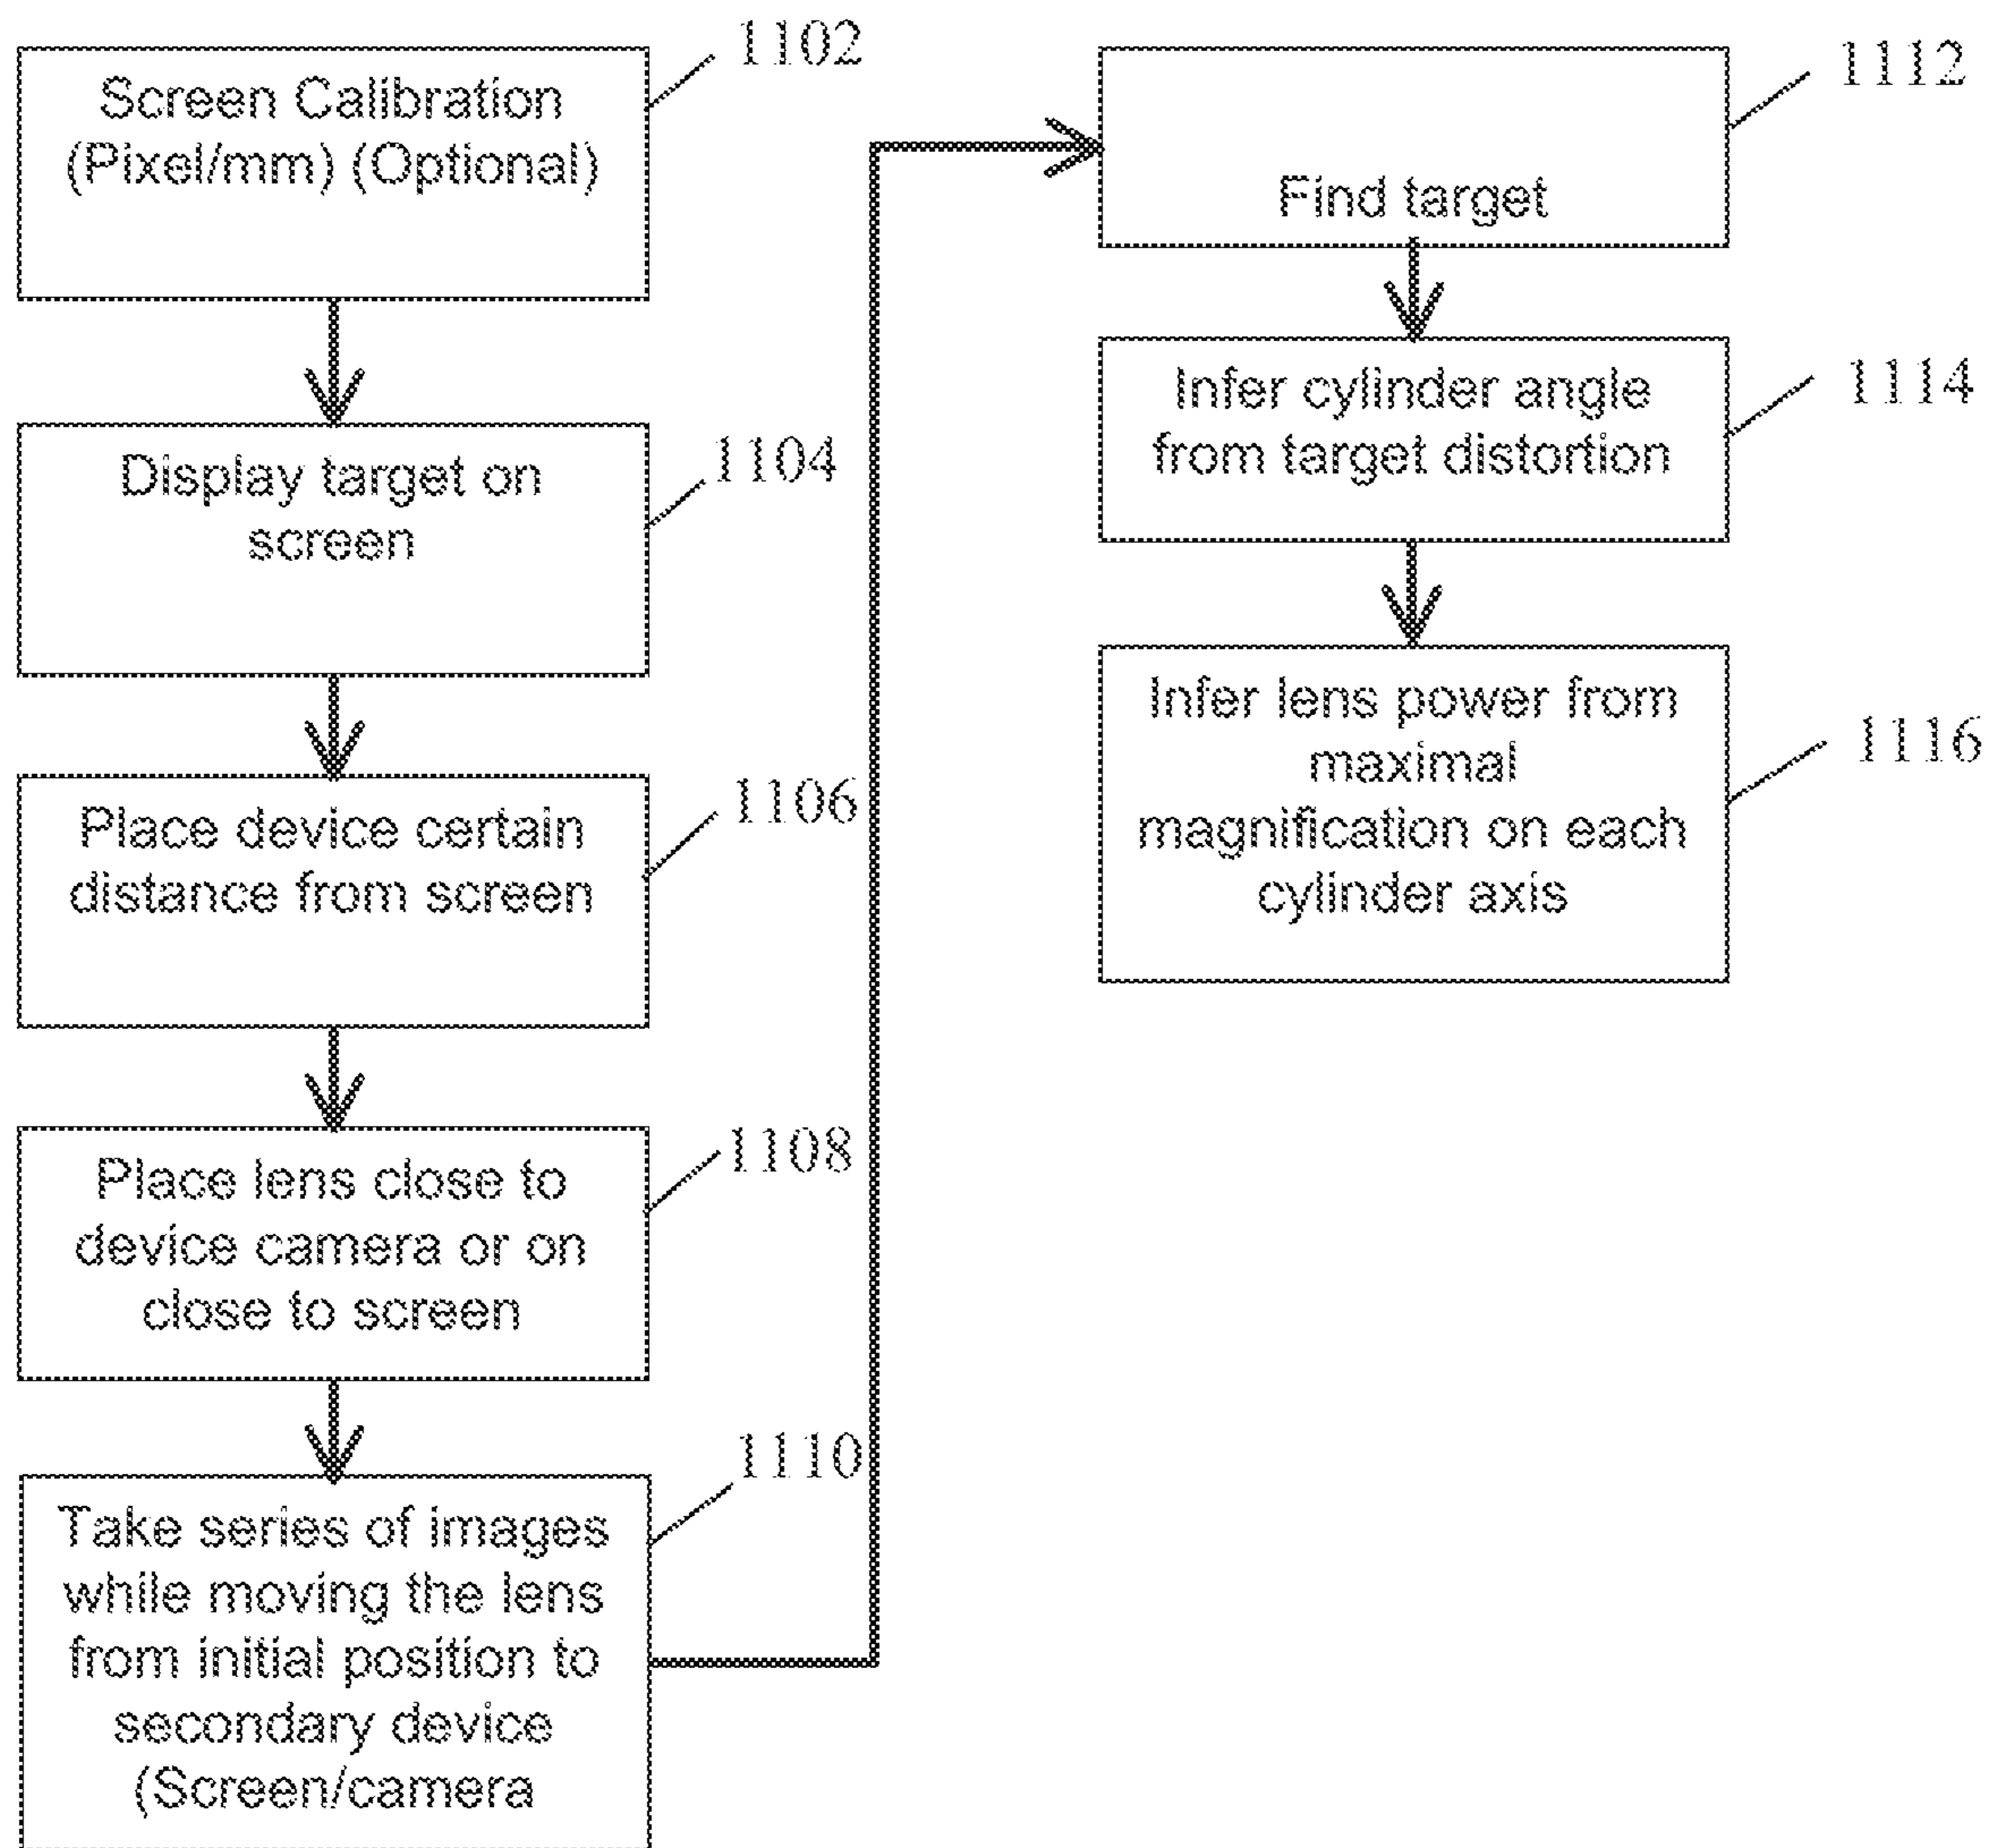 Screen Calibration
(Pixel/mm) (Optional)
1102
Display target on
screen
1104
Place device certain
distance from screen
1106
Place lens close to
device camera or on
close to screen
1108
Take series of images
while moving the lens
from initial position to
secondary device
(Screen/camera
1110
Find target
1112
Infer cylinder angle
from target distortion
1114
Infer lens power from
maximal
magnification on each
cylinder axis
1116